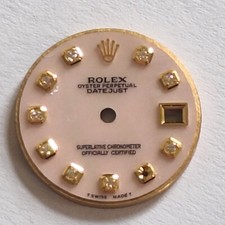 ROLEX
OYSTER PERPETUAL
DATEJUST
SUPERLATIVE CHRONOMETER
OFFICIALLY CERTIFIED
T SWISS MADE T